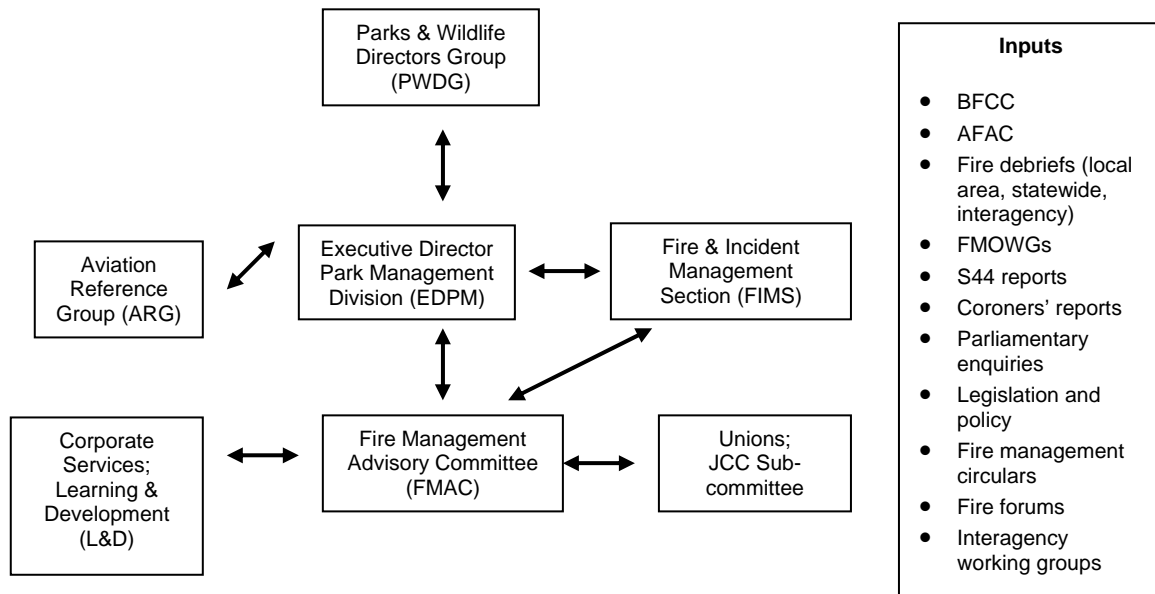 Parks & Wildlife
Directors Group
(PWDG)
Aviation
Reference
Group (ARG)
Executive Director
Park Management
Division (EDPM)
Fire & Incident
Management
Section (FIMS)
Corporate
Services;
Learning &
Development
(L&D)
Fire Management
Advisory Committee
(FMAC)
Unions;
JCC Sub-
committee
Inputs
● BFCC
● AFAC
● Fire debriefs (local
area, statewide,
interagency)
● FMOWGs
● S44 reports
● Coroners' reports
● Parliamentary
enquiries
● Legislation and
policy
● Fire management
circulars
● Fire forums
● Interagency
working groups